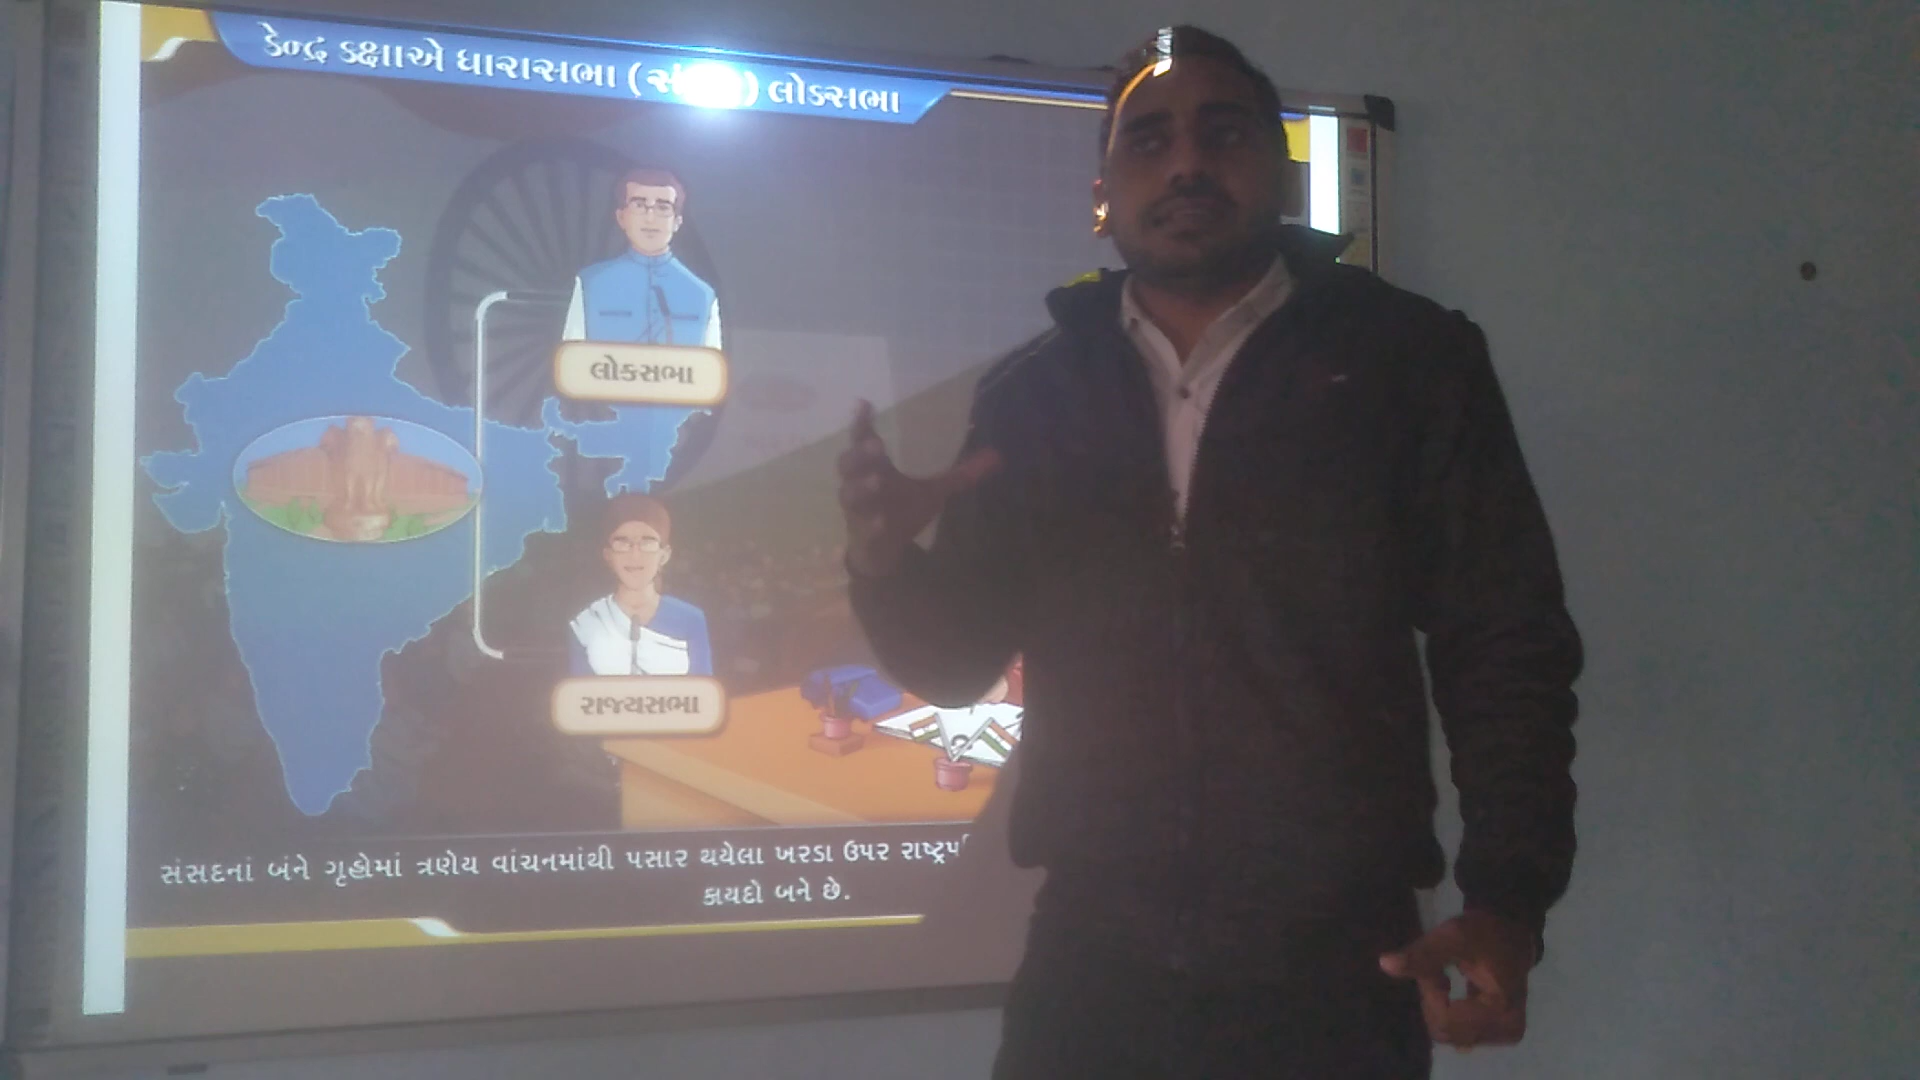 કેન્દ્ર કક્ષાએ ધારાસભા ( ) લોકસભા
લોકસભા
રાજ્યસભા
સંસદનાં બંને ગૃહોમાં ત્રણેય વાંચનમાંથી પસાર થયેલા ખરડા ઉપર
કાયદો બને છે.